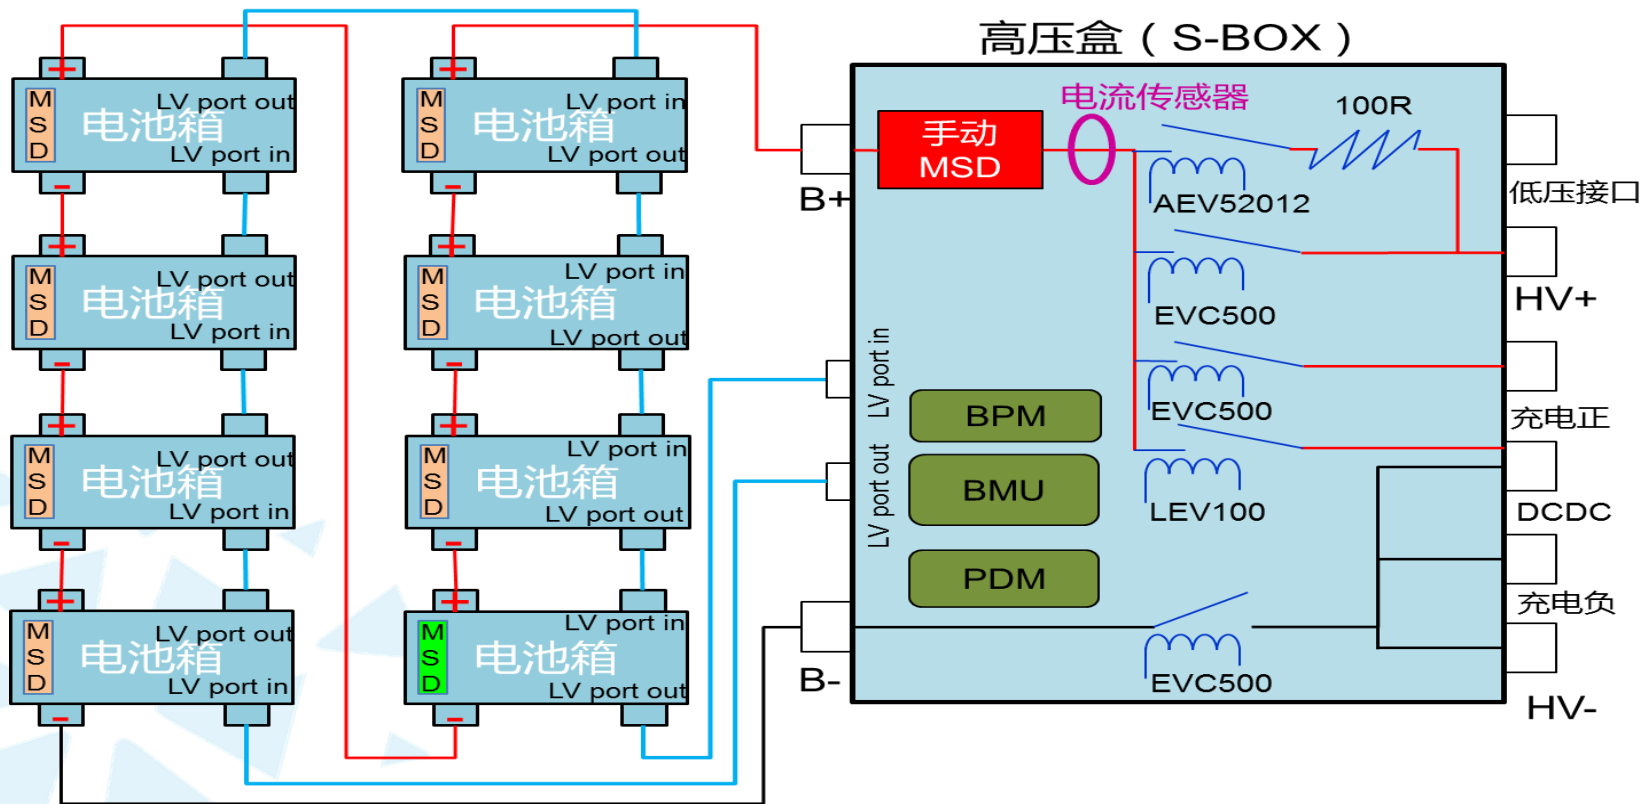 高压盒（S-BOX）
+
M
S
D
LV port out
电池箱
LV port in
-
+
M
S
D
LV port out
电池箱
LV port in
-
+
M
S
D
LV port out
电池箱
LV port in
-
+
M
S
D
LV port out
电池箱
LV port in
-
+
M
S
D
LV port in
电池箱
LV port out
-
+
M
S
D
LV port in
电池箱
LV port out
-
+
M
S
D
LV port in
电池箱
LV port out
-
+
M
S
D
LV port in
电池箱
LV port out
-
B+
LV port in
LV port out
B-
手动
MSD
电流传感器
100R
AEV52012
EVC500
EVC500
LEV100
EVC500
BPM
BMU
PDM
低压接口
HV+
充电正
DCDC
充电负
HV-